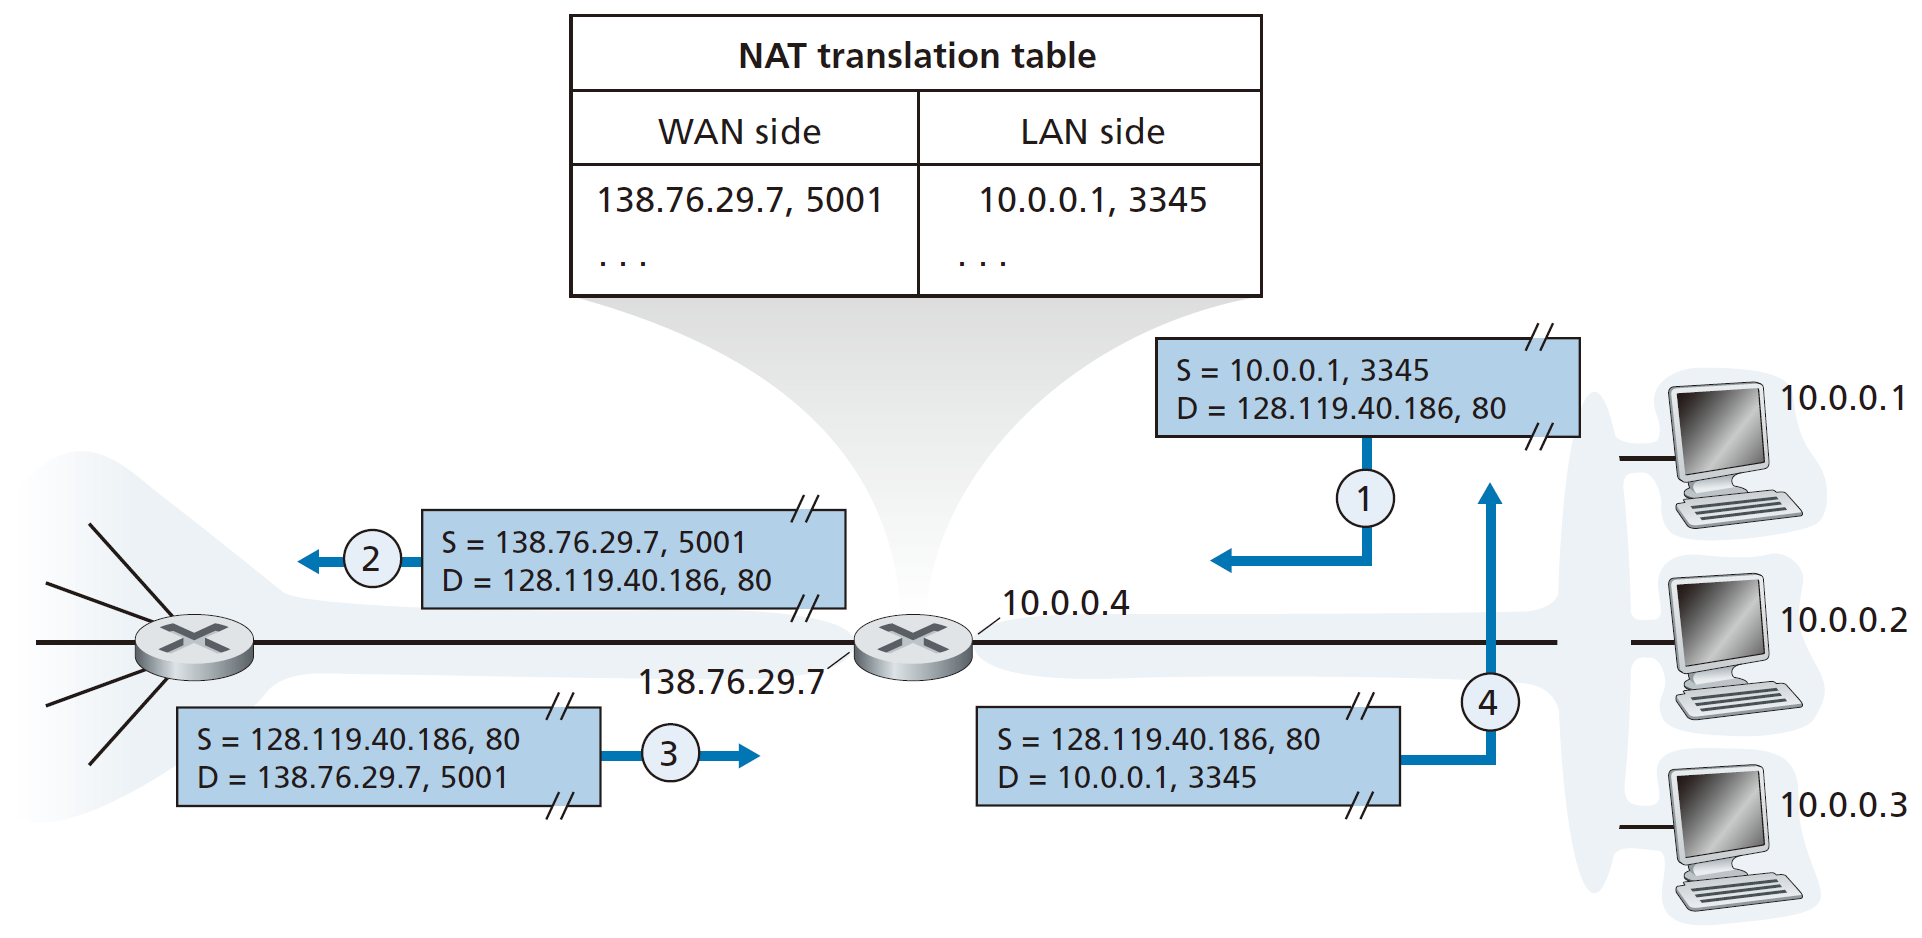 NAT translation table
WAN side
LAN side
138.76.29.7, 5001
10.0.0.1, 3345
. . .
. . .
S = 10.0.0.1, 3345
D = 128.119.40.186, 80
10.0.0.1
1
S = 138.76.29.7, 5001
D = 128.119.40.186, 80
2
10.0.0.4
10.0.0.2
138.76.29.7
S = 128.119.40.186, 80
D = 138.76.29.7, 5001
3
S = 128.119.40.186, 80
D = 10.0.0.1, 3345
4
10.0.0.3